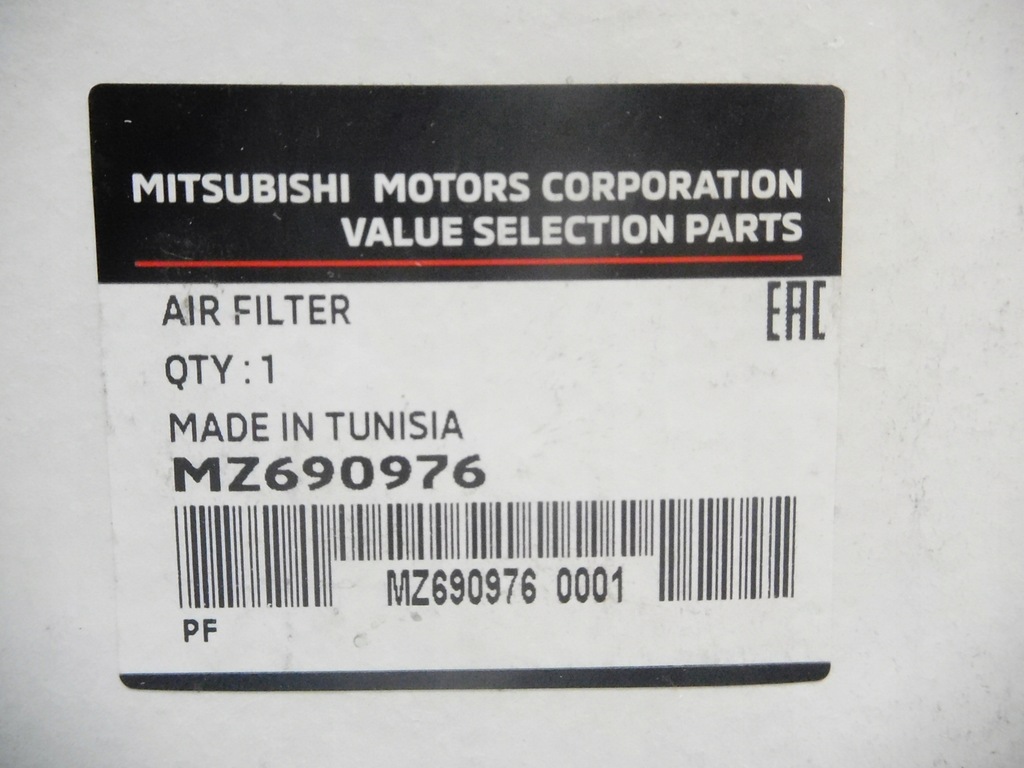 MITSUBISHI MOTORS CORPORATION
VALUE SELECTION PARTS
AIR FILTER
EAC
QTY : 1
MADE IN TUNISIA
MZ690976
MZ690976 0001
PF